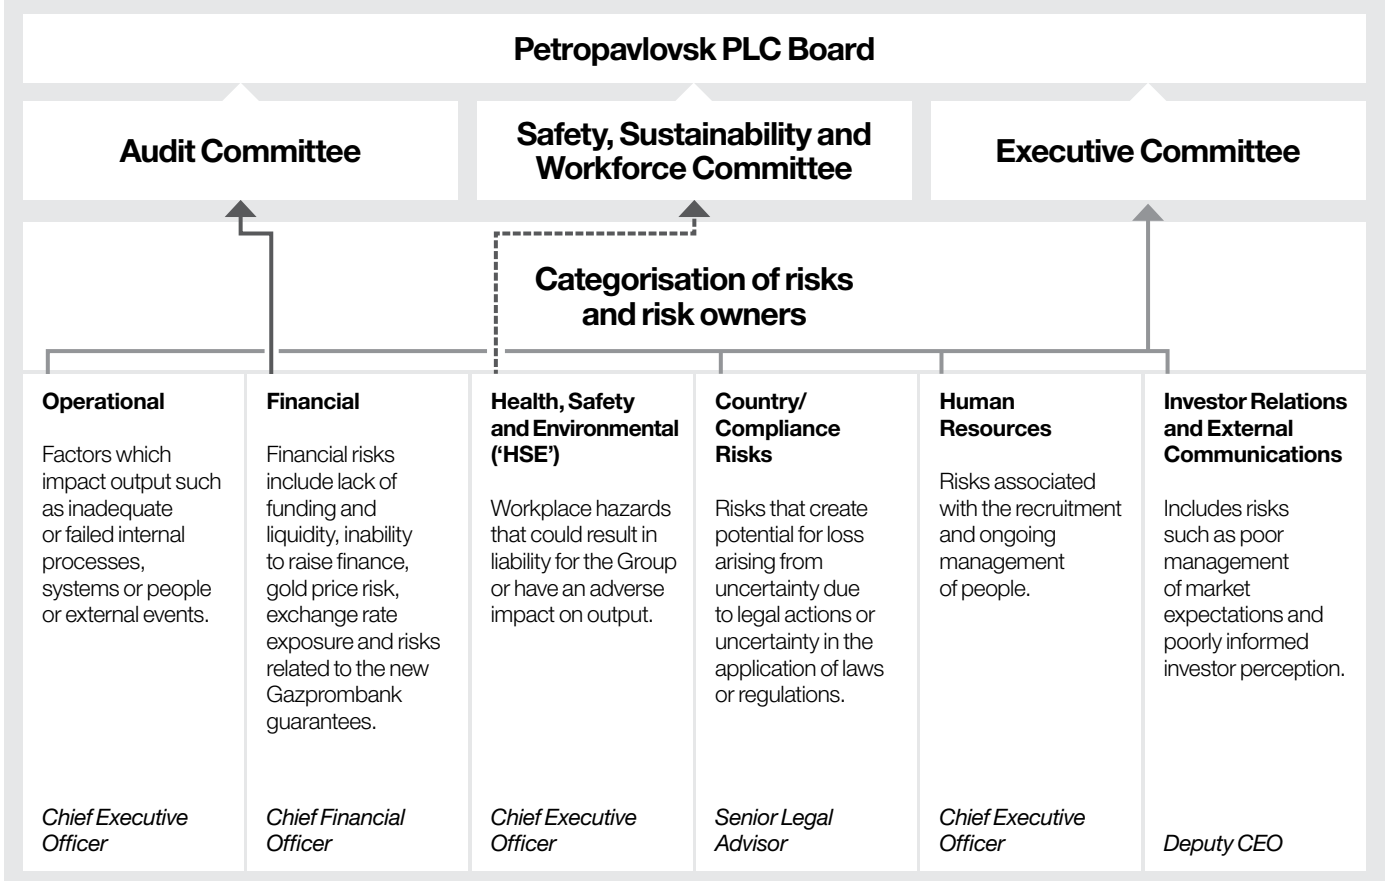 Petropavlovsk PLC Board
Audit Committee
Safety, Sustainability and
Workforce Committee
Executive Committee
Categorisation of risks
and risk owners
Operational
Factors which
impact output such
as inadequate
or failed internal
processes,
systems or people
or external events.
Chief Executive
Officer
Financial
Financial risks
include lack of
funding and
liquidity, inability
to raise finance,
gold price risk,
exchange rate
exposure and risks
related to the new
Gazprombank
guarantees.
Chief Financial
Officer
Health, Safety
and Environmental
(‘HSE’)
Workplace hazards
that could result in
liability for the Group
or have an adverse
impact on output.
Chief Executive
Officer
Country/
Compliance
Risks
Risks that create
potential for loss
arising from
uncertainty due
to legal actions or
uncertainty in the
application of laws
or regulations.
Senior Legal
Advisor
Human
Resources
Risks associated
with the recruitment
and ongoing
management
of people.
Chief Executive
Officer
Investor Relations
and External
Communications
Includes risks
such as poor
management
of market
expectations and
poorly informed
investor perception.
Deputy CEO